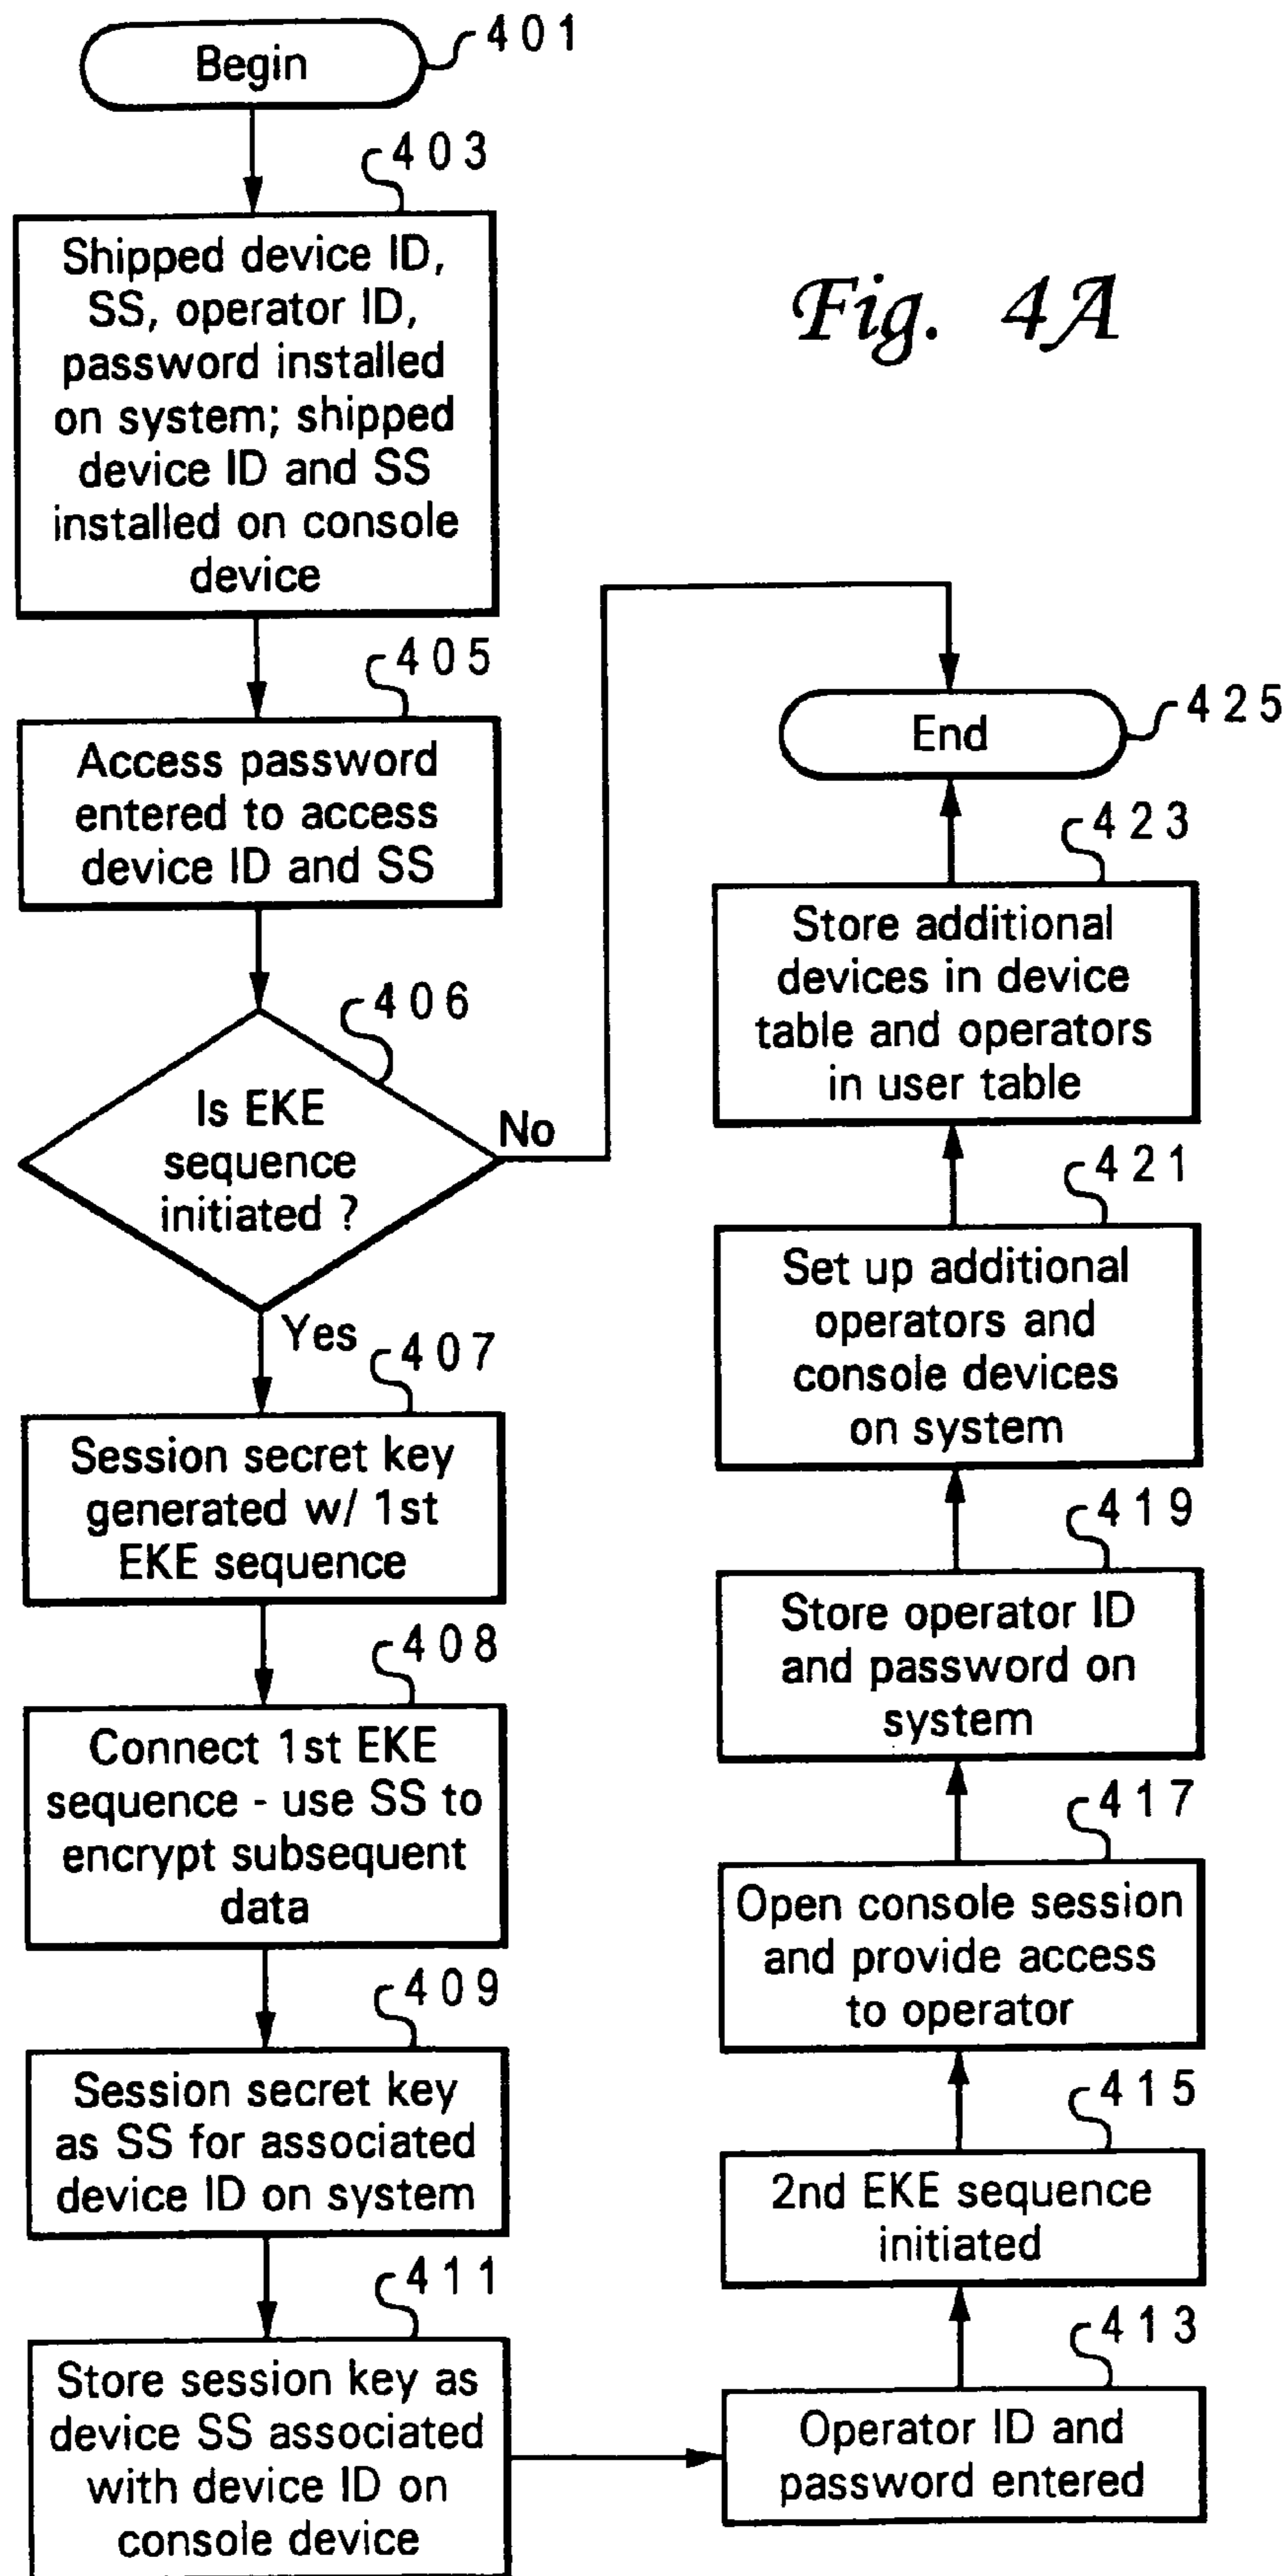 Begin
401
403
Shipped device ID,
SS, operator ID,
password installed
on system; shipped
device ID and SS
installed on console
device
Fig. 4A
405
Access password
entered to access
device ID and SS
406
Is EKE
sequence
initiated ?
No
Yes
407
Session secret key
generated w/ 1st
EKE sequence
408
Connect 1st EKE
sequence - use SS to
encrypt subsequent
data
409
Session secret key
as SS for associated
device ID on system
411
Store session key as
device SS associated
with device ID on
console device
413
Operator ID and
password entered
415
2nd EKE sequence
initiated
417
Open console session
and provide access
to operator
419
Store operator ID
and password on
system
421
Set up additional
operators and
console devices
on system
423
Store additional
devices in device
table and operators
in user table
End
425